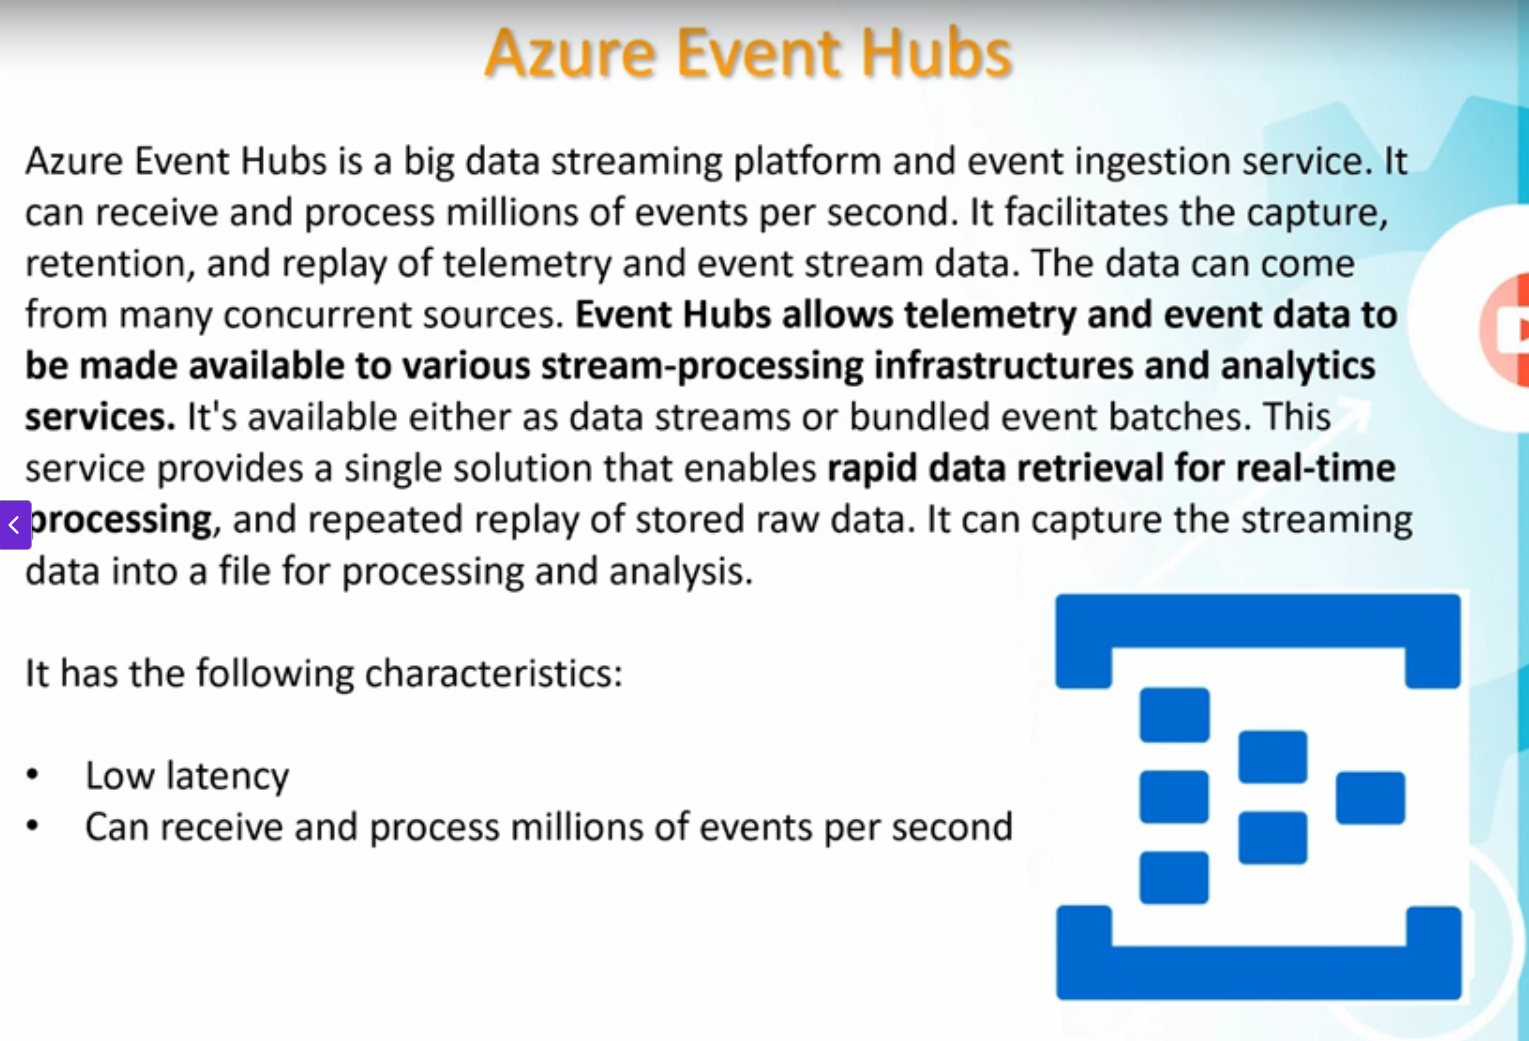 Azure Event Hubs
Azure Event Hubs is a big data streaming platform and event ingestion service. It
can receive and process millions of events per second. It facilitates the capture,
retention, and replay of telemetry and event stream data. The data can come
from many concurrent sources. Event Hubs allows telemetry and event data to
be made available to various stream-processing infrastructures and analytics
services. It's available either as data streams or bundled event batches. This
service provides a single solution that enables rapid data retrieval for real-time
processing, and repeated replay of stored raw data. It can capture the streaming
data into a file for processing and analysis.
It has the following characteristics:
• Low latency
• Can receive and process millions of events per second